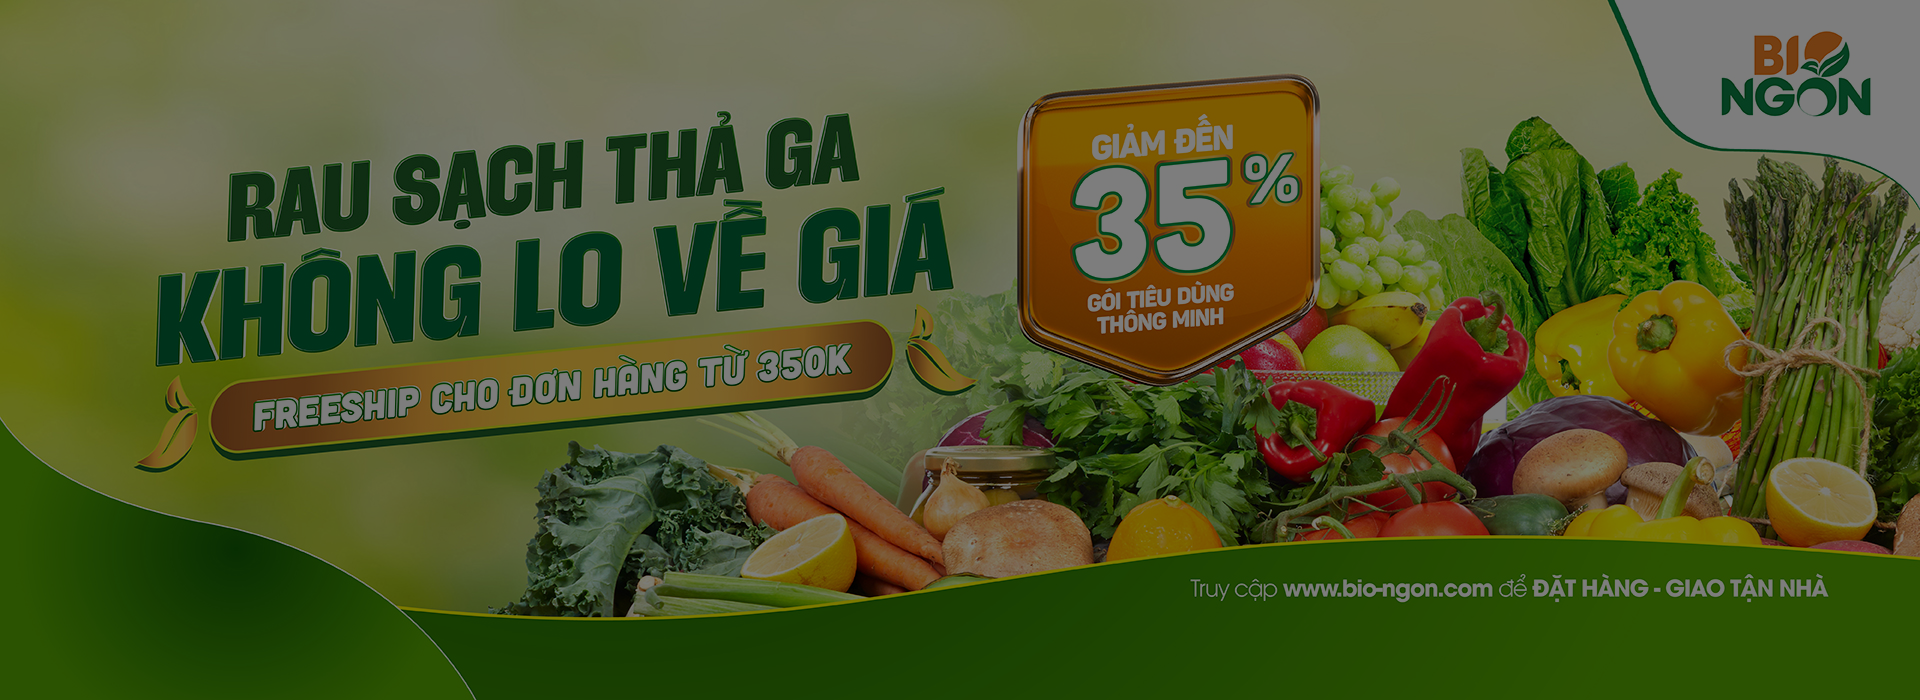 RAU SẠCH THẢ GA
KHÔNG LO VỀ GIÁ
FREESHIP CHO ĐƠN HÀNG TỪ 350K
GIẢM ĐẾN
35%
GÓI TIÊU DÙNG
THÔNG MINH
BIO
NGON
Truy cập www.bio-ngon.com để ĐẶT HÀNG - GIAO TẬN NHÀ